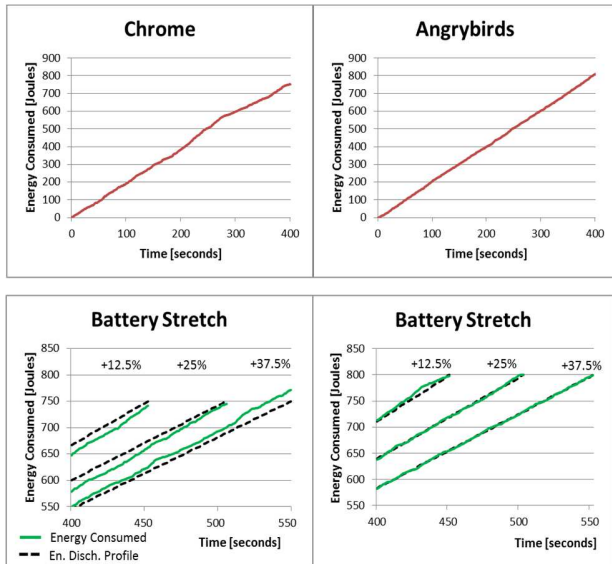 Chrome
Energy Consumed [Joules]
900
800
700
600
500
400
300
200
100
0
0 100 200 300 400
Time [seconds]
Angrybirds
Energy Consumed [Joules]
900
800
700
600
500
400
300
200
100
0
0 100 200 300 400
Time [seconds]
Battery Stretch
Energy Consumed [Joules]
850
800
750
700
650
600
550
+12.5% +25% +37.5%
400 450 500 550
Time [seconds]
Energy Consumed
En. Disch. Profile
Battery Stretch
Energy Consumed [Joules]
850
800
750
700
650
600
550
+12.5% +25% +37.5%
400 450 500 550
Time [seconds]